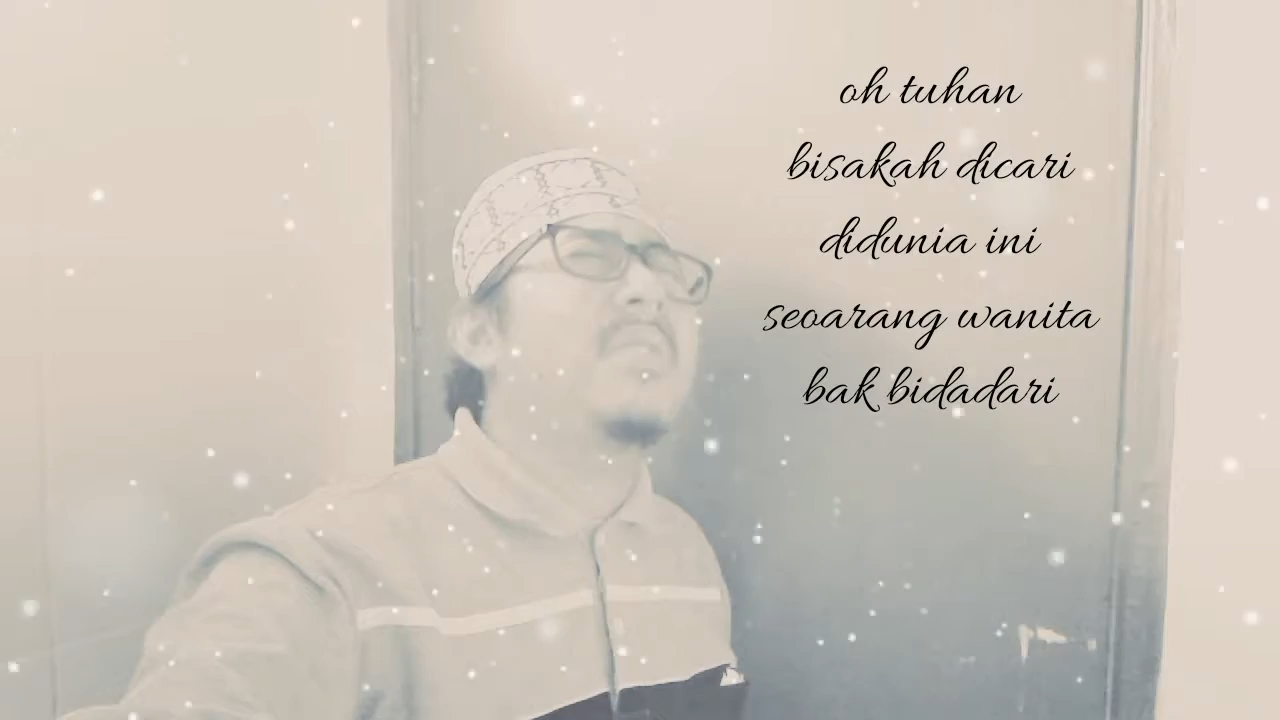 oh tuhan
bisakah dicari
didunia ini
seoarang wanita
bak bidadari